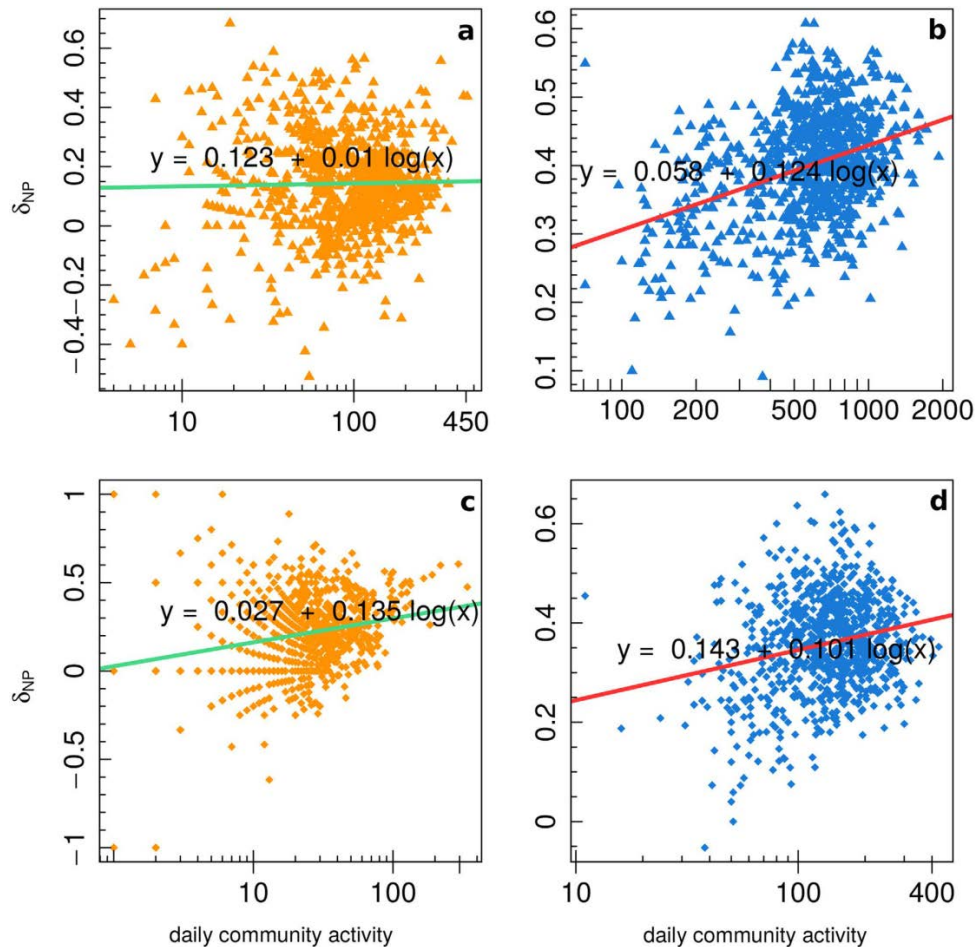 a
0.6
0.4
0.2
0
−0.2
−0.4
δNP
y = 0.123 + 0.01 log(x)
10 100 450
b
0.6
0.5
0.4
0.3
0.2
0.1
y = 0.058 + 0.124 log(x)
100 200 500 1000 2000
c
1
0.5
0
−0.5
−1
δNP
y = 0.027 + 0.135 log(x)
10 100
daily community activity
d
0.6
0.4
0.2
0
y = 0.143 + 0.101 log(x)
10 100 400
daily community activity